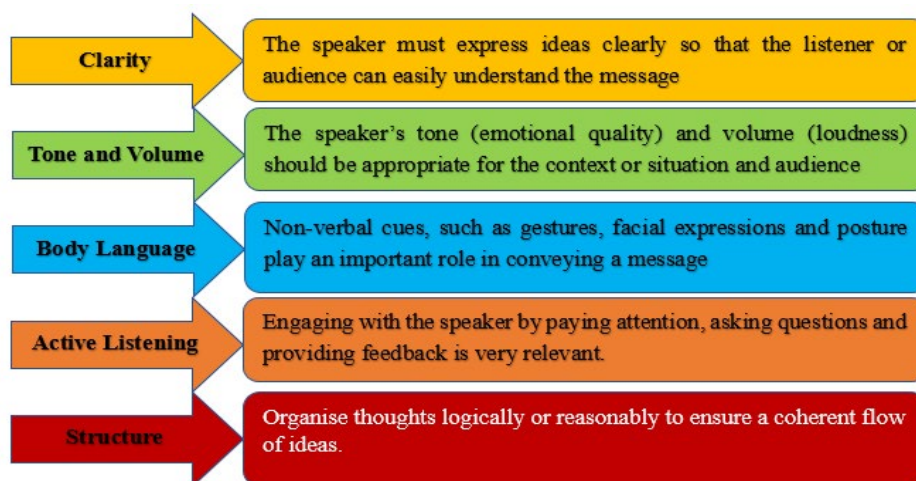 Clarity
The speaker must express ideas clearly so that the listener or
audience can easily understand the message
Tone and Volume
The speaker's tone (emotional quality) and volume (loudness)
should be appropriate for the context or situation and audience
Body Language
Non-verbal cues, such as gestures, facial expressions and posture
play an important role in conveying a message
Active Listening
Engaging with the speaker by paying attention, asking questions and
providing feedback is very relevant.
Structure
Organise thoughts logically or reasonably to ensure a coherent flow
of ideas.